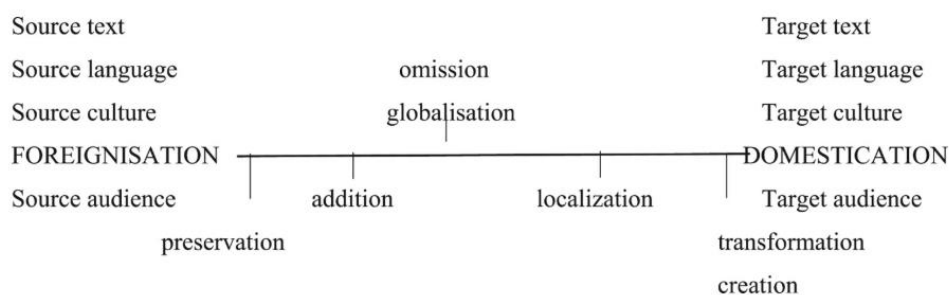 Source text Target text
Source language omission Target language
Source culture globalisation Target culture
FOREIGNISATION DOMESTICATION
Source audience addition localization Target audience
preservation transformation
creation